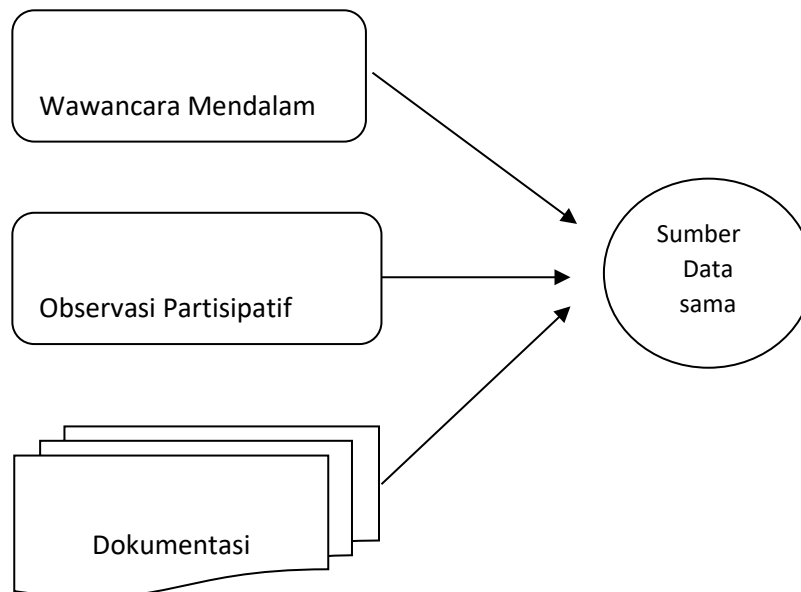 Wawancara Mendalam
Observasi Partisipatif
Dokumentasi
Sumber
Data
sama